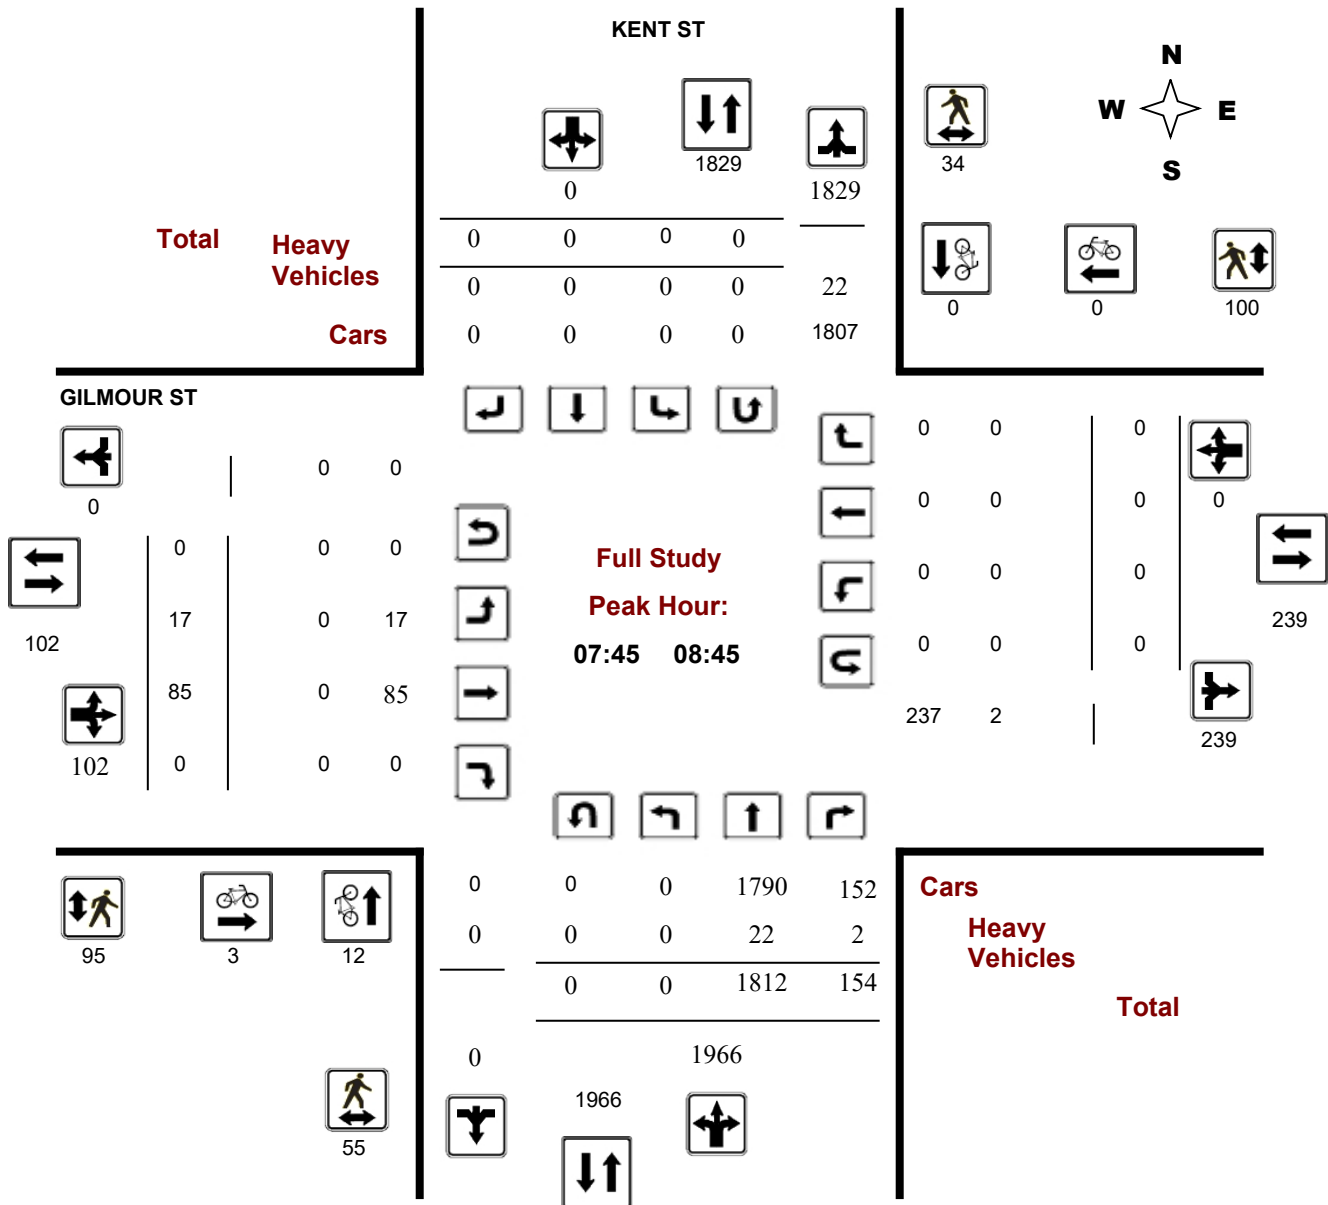 KENT ST
N
W E
S
1829
34
0 1829
Total
Heavy
Vehicles
Cars
0 0 0 0
0 0 0 0 22
0 0 0 0 1807
0 0 100
GILMOUR ST
0 0 0 0 0
0
0 0 0 0 0 0
0
Full Study
Peak Hour:
07:45 08:45
17 0 17 0 0 0
239
102
85 0 85 0 0 0
237 2
239
102 0 0 0
0 0 0 1790 152
Cars
0 0 0 22 2
Heavy
Vehicles
95 3 12
0 0 1812 154
Total
0 1966
1966
55